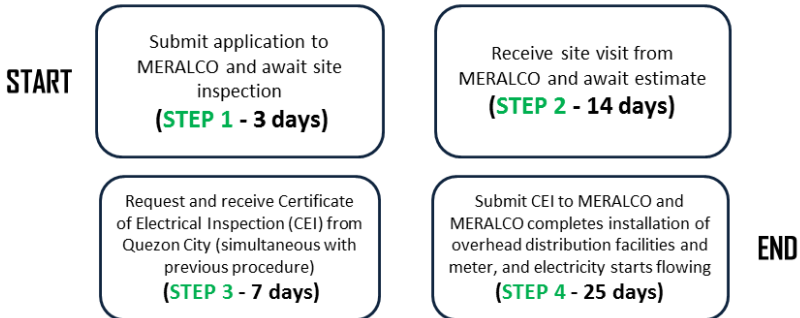 START
Submit application to
MERALCO and await site
inspection
(STEP 1 - 3 days)
Receive site visit from
MERALCO and await estimate
(STEP 2 - 14 days)
Request and receive Certificate
of Electrical Inspection (CEI) from
Quezon City (simultaneous with
previous procedure)
(STEP 3 - 7 days)
Submit CEI to MERALCO and
MERALCO completes installation of
overhead distribution facilities and
meter, and electricity starts flowing
(STEP 4 - 25 days)
END